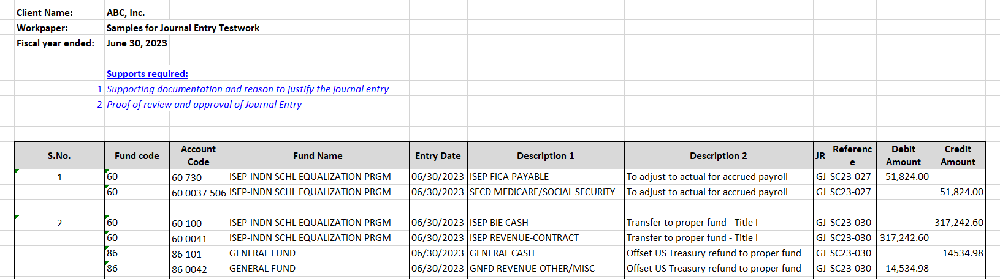 Client Name: ABC, Inc.
Workpaper: Samples for Journal Entry Testwork
Fiscal year ended: June 30, 2023
Supports required:
1 Supporting documentation and reason to justify the journal entry
2 Proof of review and approval of Journal Entry
S.No. Fund code Account Code Fund Name Entry Date Description 1 Description 2 JR Reference Debit Amount Credit Amount
1 60 60 730 ISEP-INDN SCHL EQUALIZATION PRGM 06/30/2023 ISEP FICA PAYABLE To adjust to actual for accrued payroll GJ SC23-027 51,824.00
60 60 0037 506 ISEP-INDN SCHL EQUALIZATION PRGM 06/30/2023 SECD MEDICARE/SOCIAL SECURITY To adjust to actual for accrued payroll GJ SC23-027 51,824.00
2 60 60 100 ISEP-INDN SCHL EQUALIZATION PRGM 06/30/2023 ISEP BIE CASH Transfer to proper fund - Title I GJ SC23-030 317,242.60
60 60 0041 ISEP-INDN SCHL EQUALIZATION PRGM 06/30/2023 ISEP REVENUE-CONTRACT Transfer to proper fund - Title I GJ SC23-030 317,242.60
86 86 101 GENERAL FUND 06/30/2023 GENERAL CASH Offset US Treasury refund to proper fund GJ SC23-030 14534.98
86 86 0042 GENERAL FUND 06/30/2023 GNFD REVENUE-OTHER/MISC Offset US Treasury refund to proper fund GJ SC23-030 14,534.98